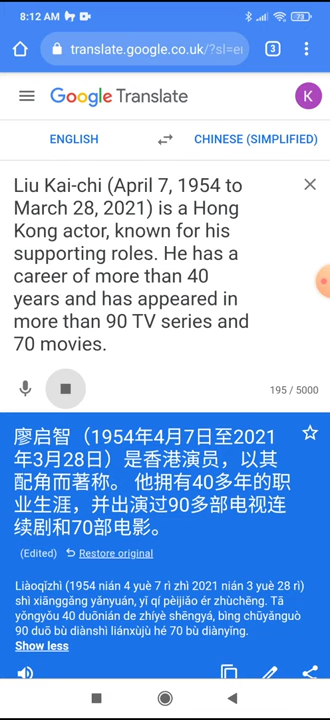 8:12 AM
73
translate.google.co.uk/?sl=en
3
Google Translate
K
ENGLISH
CHINESE (SIMPLIFIED)
Liu Kai-chi (April 7, 1954 to
March 28, 2021) is a Hong
Kong actor, known for his
supporting roles. He has a
career of more than 40
years and has appeared in
more than 90 TV series and
70 movies.
195 / 5000
廖启智（1954年4月7日至2021
年3月28日）是香港演员，以其
配角而著称。 他拥有40多年的职
业生涯，并出演过90多部电视连
续剧和70部电影。
(Edited) Restore original
Liàoqǐzhì (1954 nián 4 yuè 7 rì zhì 2021 nián 3 yuè 28 rì)
shì xiānggǎng yǎnyuán, yǐ qí pèijiǎo ér zhùchēng. Tā
yǒngyǒu 40 duōnián de zhíyè shēngyá, bìng chūyǎnguò
90 duō bù diànshì liánxùjù hé 70 bù diànyǐng.
Show less